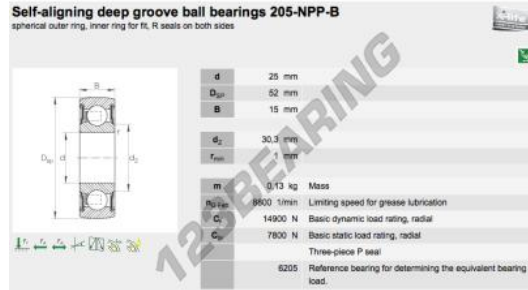 Self-aligning deep groove ball bearings 205-NPP-B
spherical outer ring, inner ring for fit, R seals on both sides
d 25 mm
Dsp 52 mm
B 15 mm
d2 30,3 mm
rmin 1 mm
m 0,13 kg Mass
8800 1/min Limiting speed for grease lubrication
Cr 14900 N Basic dynamic load rating, radial
C0r 7800 N Basic static load rating, radial
Three-piece P seal
6205 Reference bearing for determining the equivalent bearing
load.
B
r
Dsp d d2
123BEARING